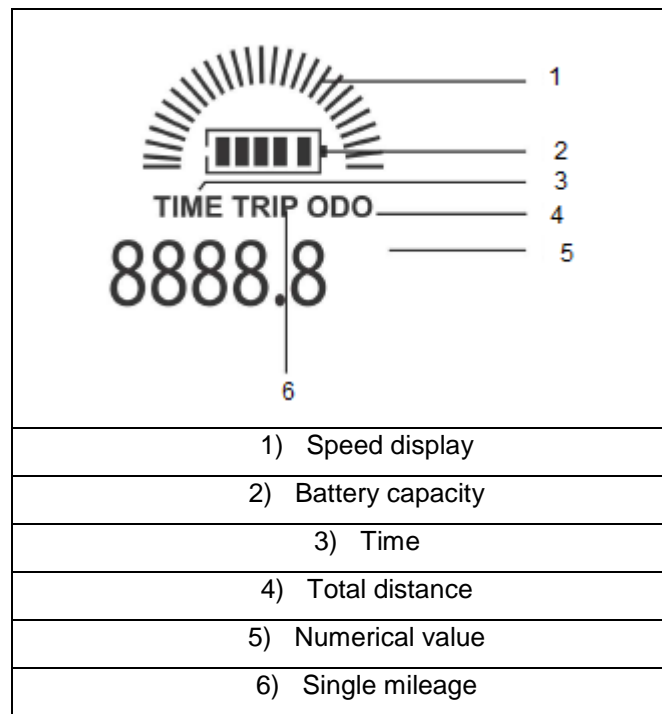 1
2
3
TIME TRIP ODO
4
8888.8
5
6
1) Speed display
2) Battery capacity
3) Time
4) Total distance
5) Numerical value
6) Single mileage